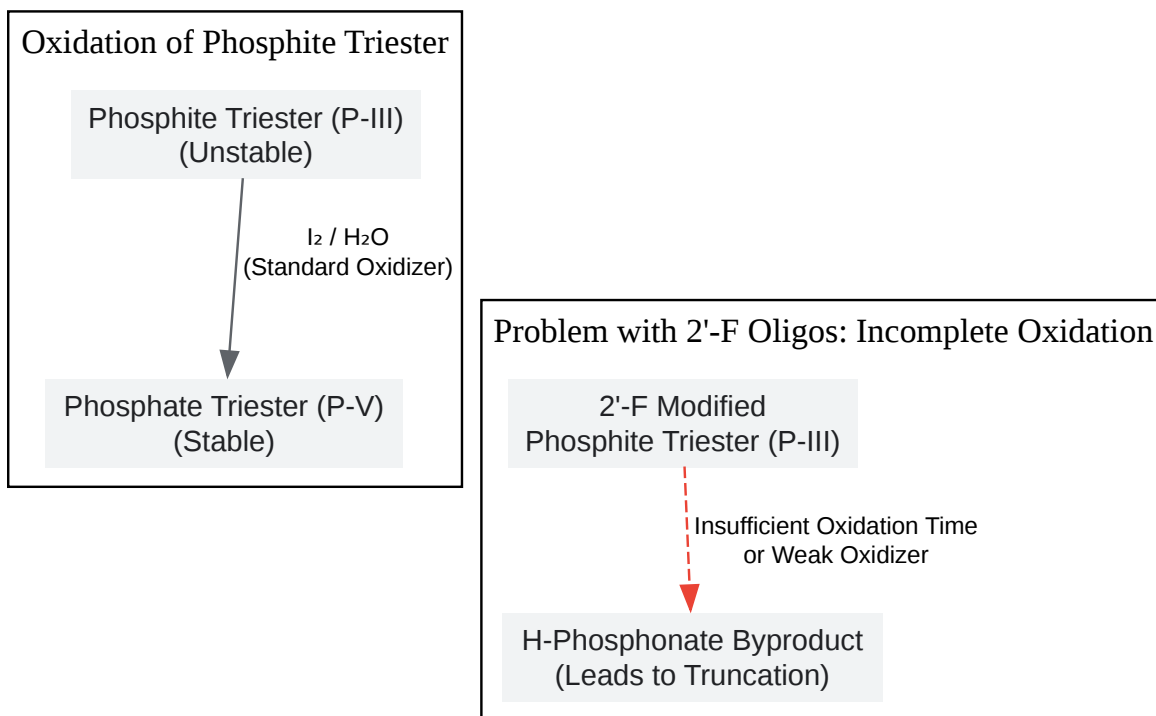 Oxidation of Phosphite Triester
Phosphite Triester (P-III)
(Unstable)
I₂ / H₂O
(Standard Oxidizer)
Phosphate Triester (P-V)
(Stable)
Problem with 2'-F Oligos: Incomplete Oxidation
2'-F Modified
Phosphite Triester (P-III)
Insufficient Oxidation Time
or Weak Oxidizer
H-Phosphonate Byproduct
(Leads to Truncation)